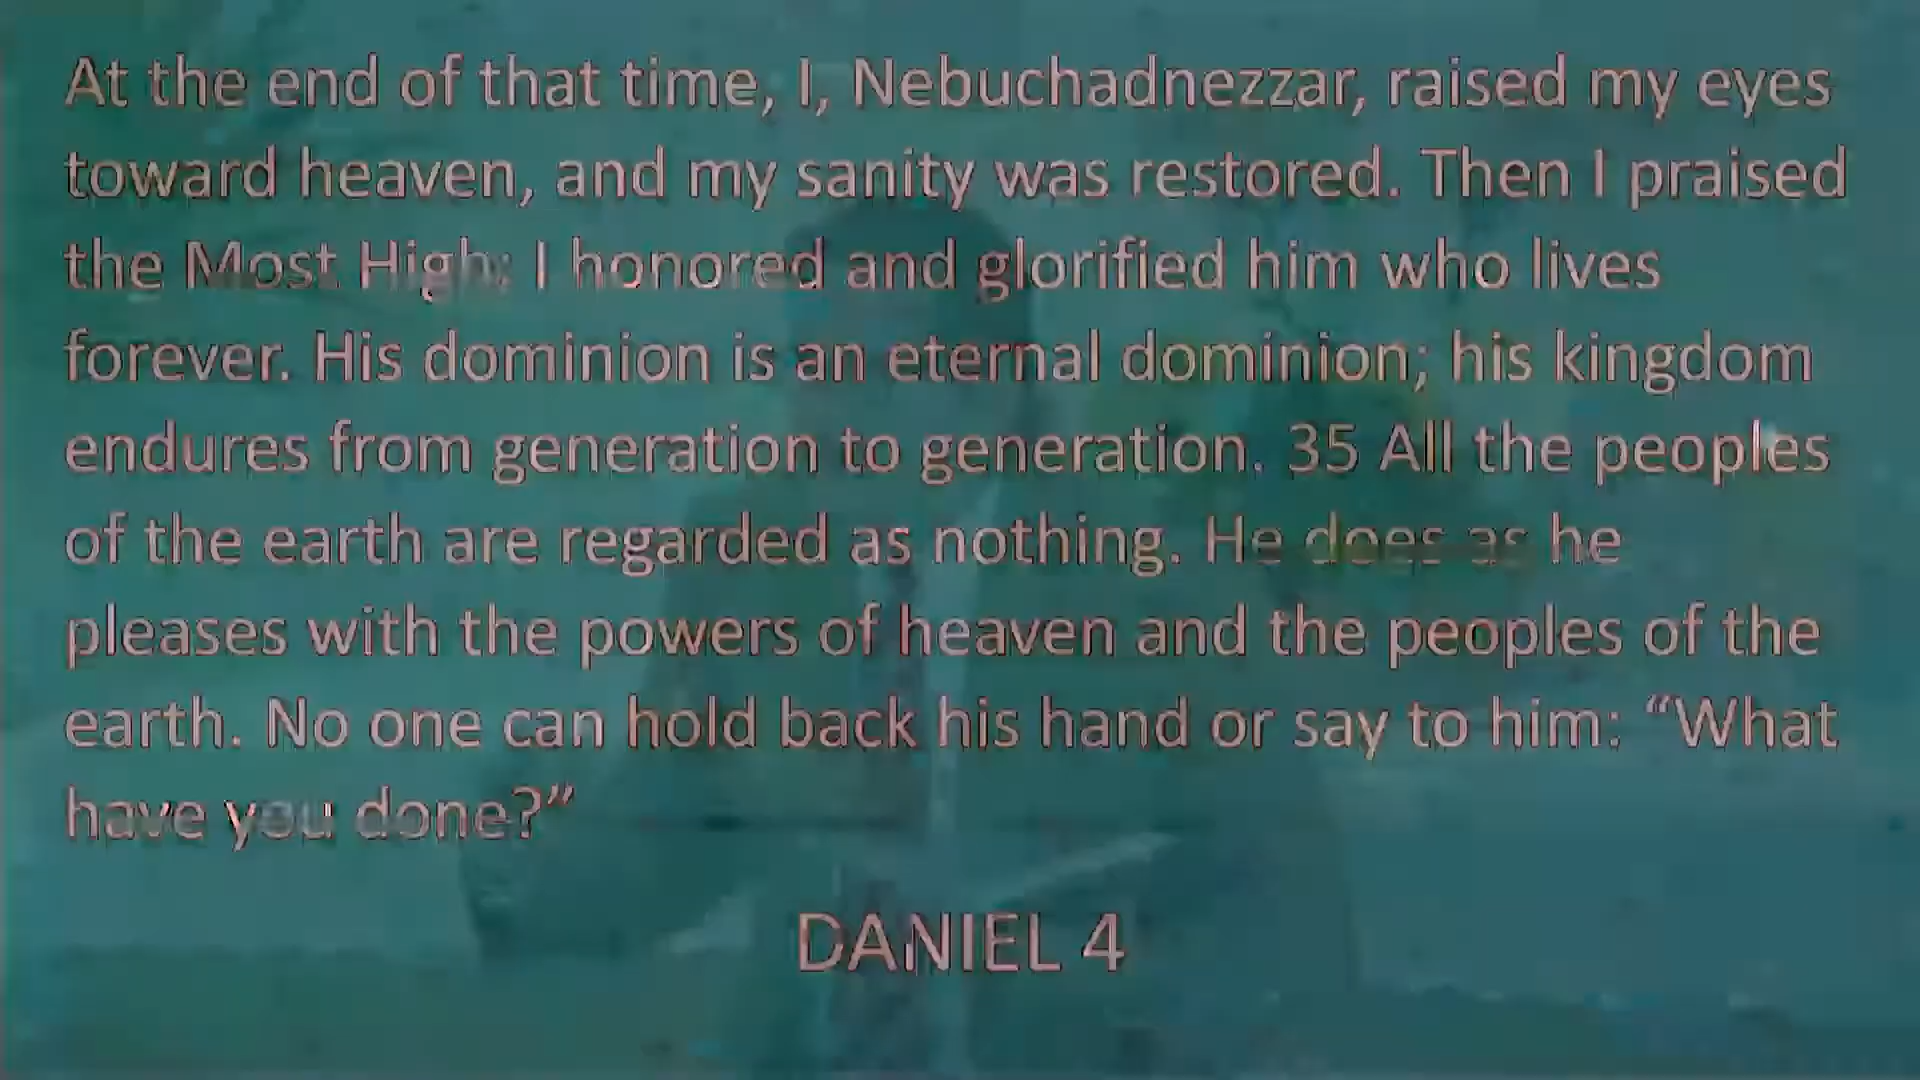 At the end of that time, I, Nebuchadnezzar, raised my eyes
toward heaven, and my sanity was restored. Then I praised
the Most High; I honored and glorified him who lives
forever. His dominion is an eternal dominion; his kingdom
endures from generation to generation. 35 All the peoples
of the earth are regarded as nothing. He does as he
pleases with the powers of heaven and the peoples of the
earth. No one can hold back his hand or say to him: “What
have you done?”
DANIEL 4